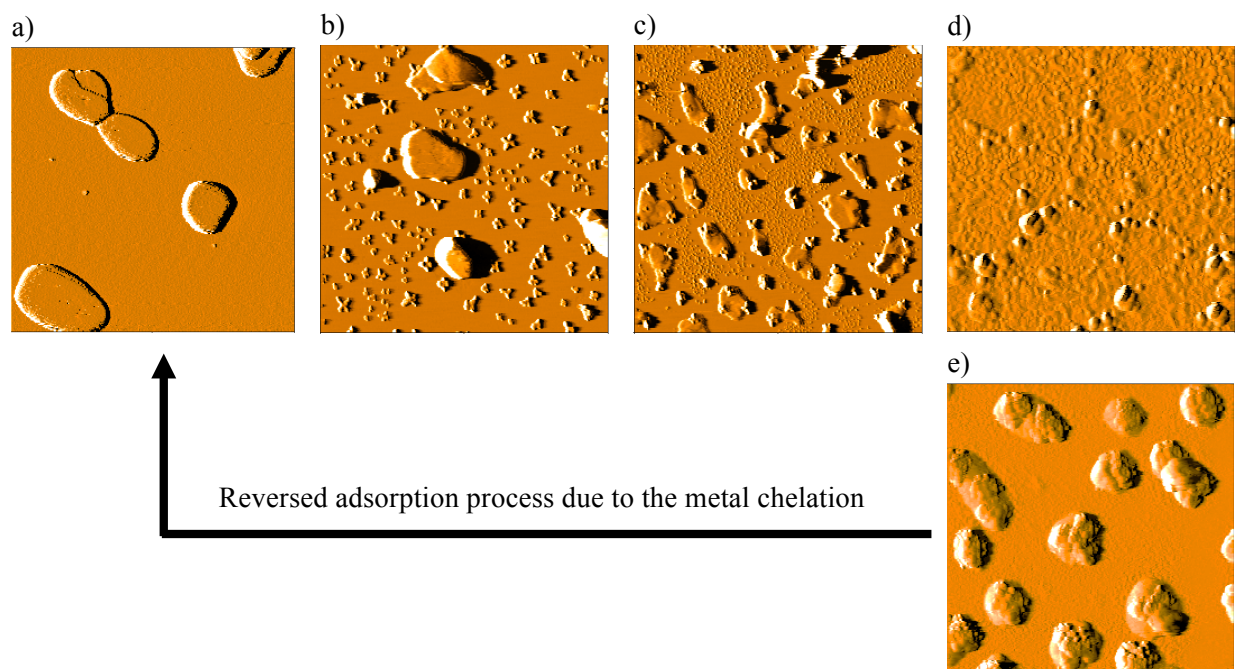 a)
b)
c)
d)
e)
Reversed adsorption process due to the metal chelation